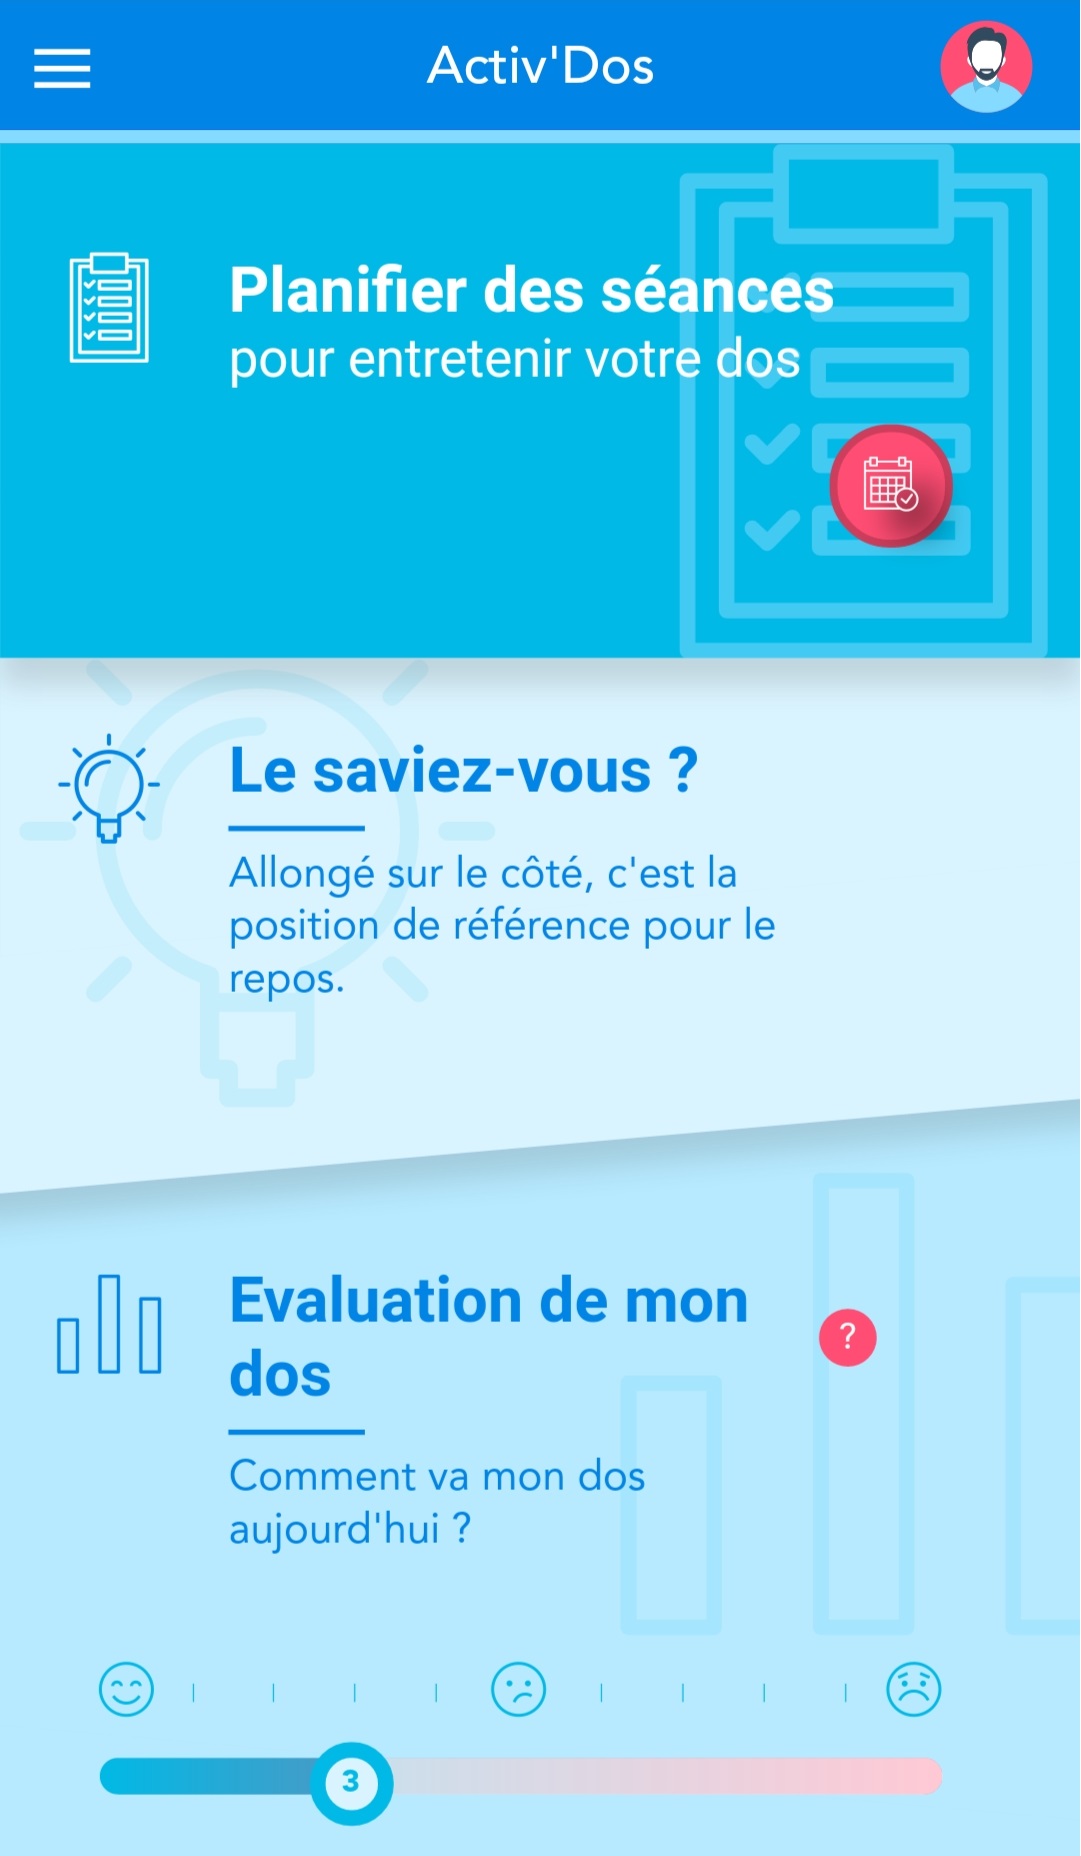 Activ'Dos
Planifier des séances
pour entretenir votre dos
Le saviez-vous ?
Allongé sur le côté, c'est la
position de référence pour le
repos.
Evaluation de mon
dos
?
Comment va mon dos
aujourd'hui ?
3